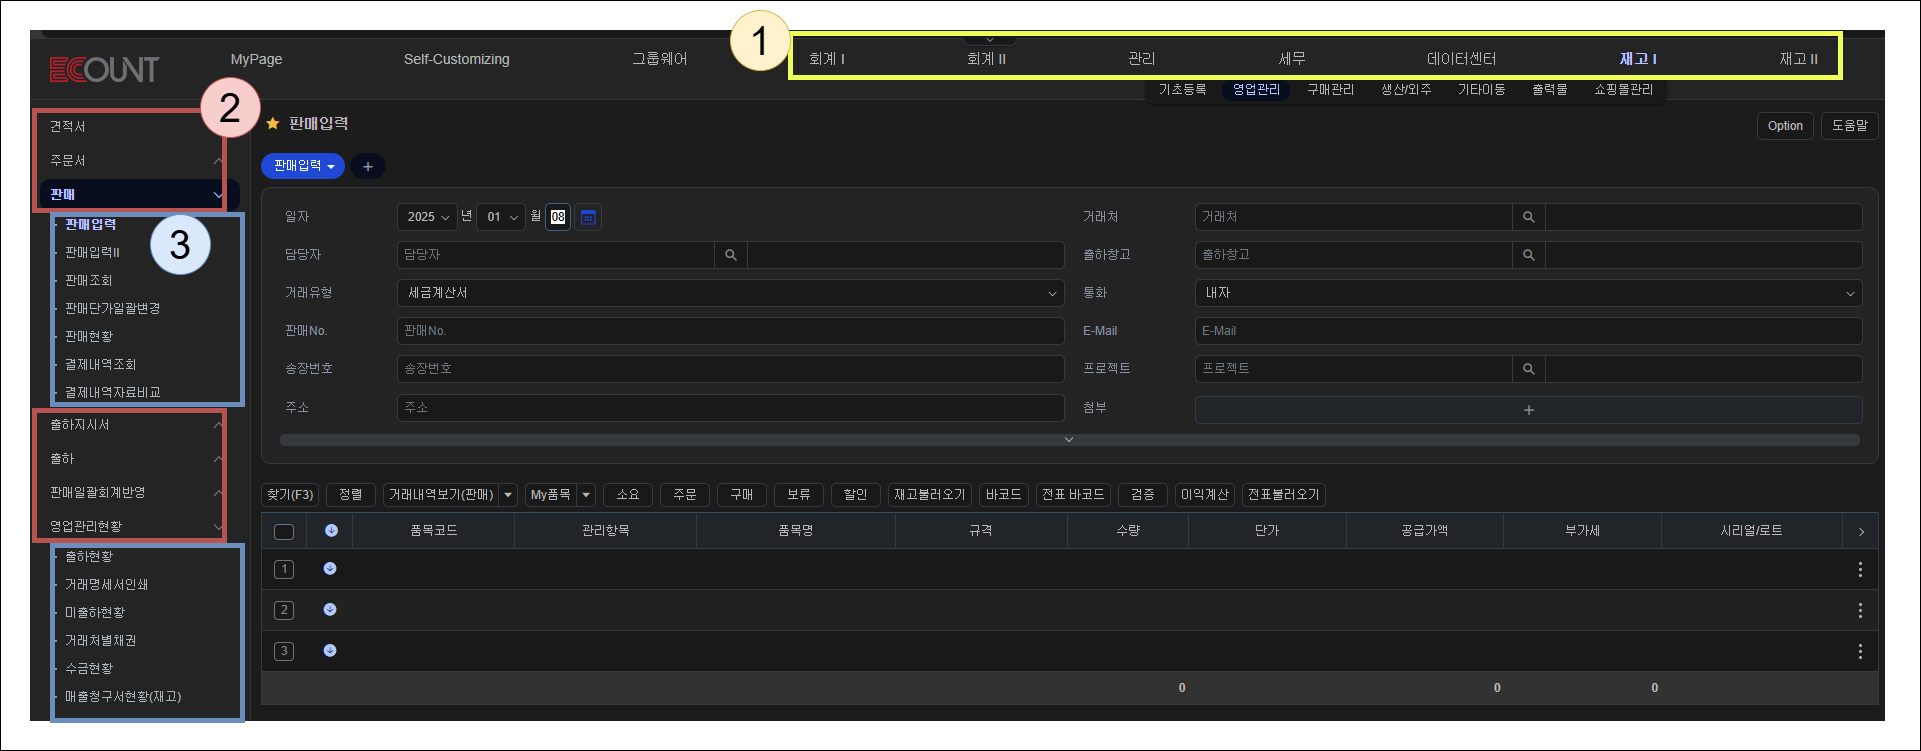 1
ECOUNT MyPage Self-Customizing 그룹웨어 회계 I 회계 II 관리 세무 데이터센터 재고 I 재고 II
기초등록 영업관리 구매관리 생산/외주 기타이동 출력물 쇼핑몰관리
2
견적서
주문서
판매
3
판매입력
판매입력II
판매조회
판매단가일괄변경
판매현황
결제내역조회
결제내역자료비교
출하지시서
출하
판매일괄회계반영
영업관리현황
출하현황
거래명세서인쇄
미출하현황
거래처별채권
수금현황
매출청구서현황(재고)
판매입력 Option 도움말
판매입력 +
일자 2025 년 01 월 08 거래처 거래처
담당자 담당자 출하창고 출하창고
거래유형 세금계산서 통화 내자
판매No. 판매No. E-Mail E-Mail
송장번호 송장번호 프로젝트 프로젝트
주소 주소 첨부 +
찾기(F3) 정렬 거래내역보기(판매) My품목 소요 주문 구매 보류 할인 재고불러오기 바코드 전표 바코드 검증 이익계산 전표불러오기
품목코드 관리항목 품목명 규격 수량 단가 공급가액 부가세 시리얼/로트
1
2
3
0 0 0